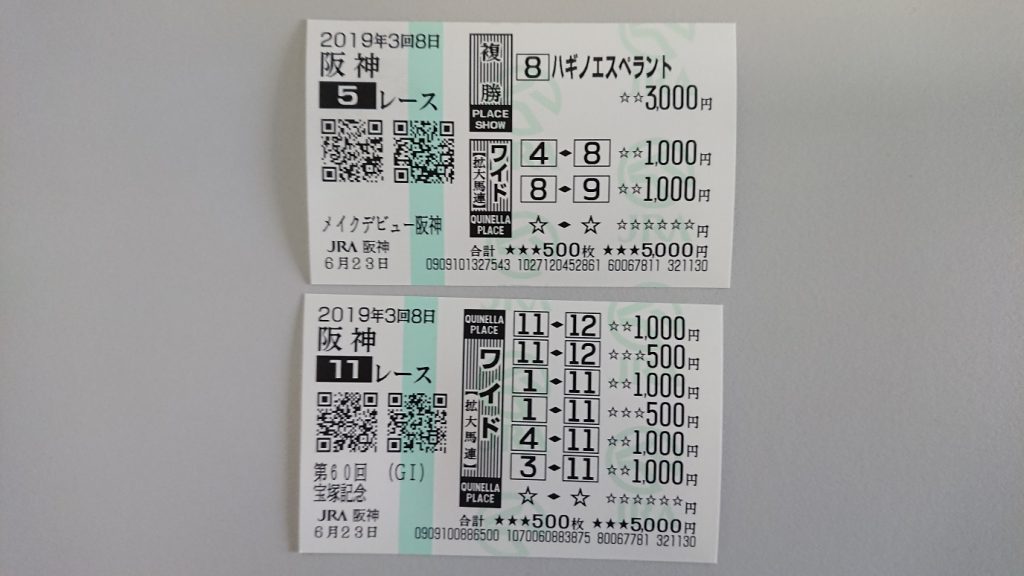 2019年3回8日
阪神
5レース
メイクデビュー阪神
JRA 阪神
6月23日
複勝
PLACE SHOW
8 ハギノエスペラント
☆☆3,000円
ワイド
【拡大馬連】
QUINELLA PLACE
4 8 ☆☆1,000円
8 9 ☆☆1,000円
☆ ☆ ☆☆☆☆☆☆円
合計 ★★★500枚 ★★★5,000円
0909101327543 1027120452861 60067811 321130
2019年3回8日
阪神
11レース
第60回 (GI)
宝塚記念
JRA 阪神
6月23日
QUINELLA PLACE
ワイド
【拡大馬連】
QUINELLA PLACE
11 12 ☆☆1,000円
11 12 ☆☆☆500円
1 11 ☆☆1,000円
1 11 ☆☆☆500円
4 11 ☆☆1,000円
3 11 ☆☆1,000円
☆ ☆ ☆☆☆☆☆☆円
合計 ★★★500枚 ★★★5,000円
0909100886500 1070060883875 80067781 321130